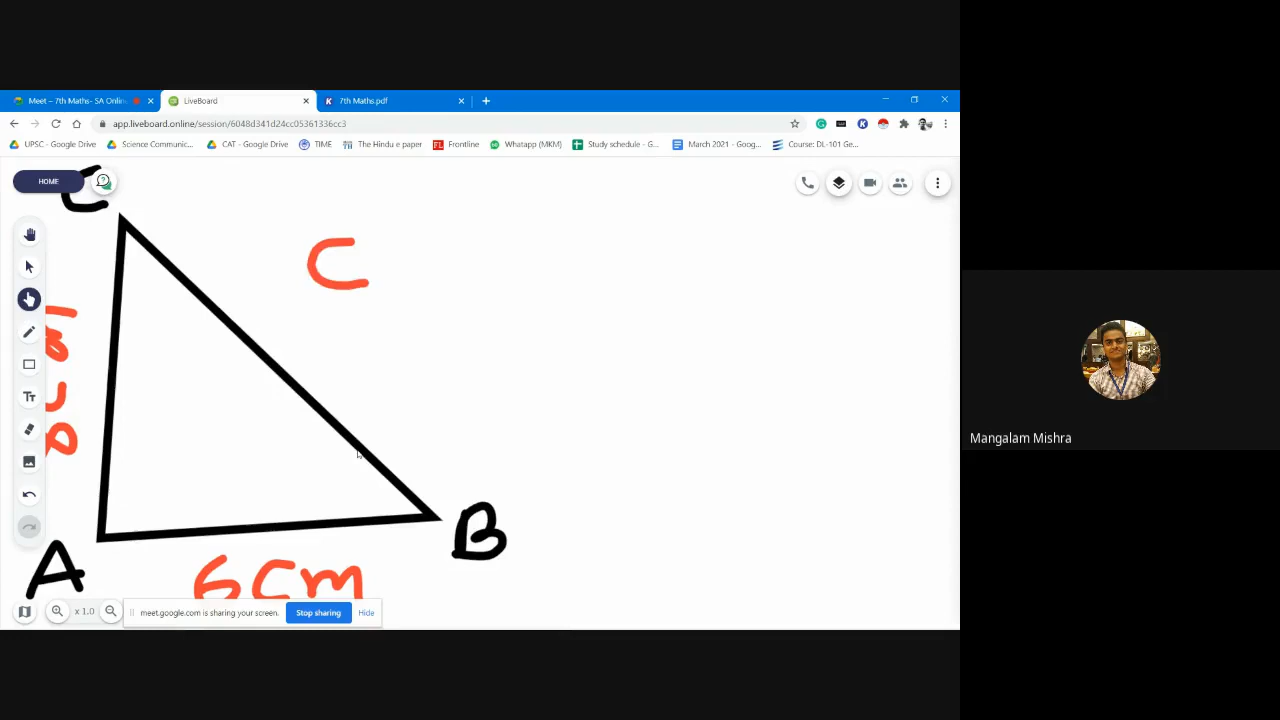 Meet – 7th Maths- SA Onlin
LiveBoard
7th Maths.pdf
app.liveboard.online/session/6048d341d24cc05361336cc3
UPSC - Google Drive
Science Communic...
CAT - Google Drive
TIME
The Hindu e paper
Frontline
Whatapp (MKM)
Study schedule - G...
March 2021 - Goog...
Course: DL-101 Ge...
HOME
C
C
8 cm
A
B
6cm
x 1.0
meet.google.com is sharing your screen.
Stop sharing
Hide
Mangalam Mishra